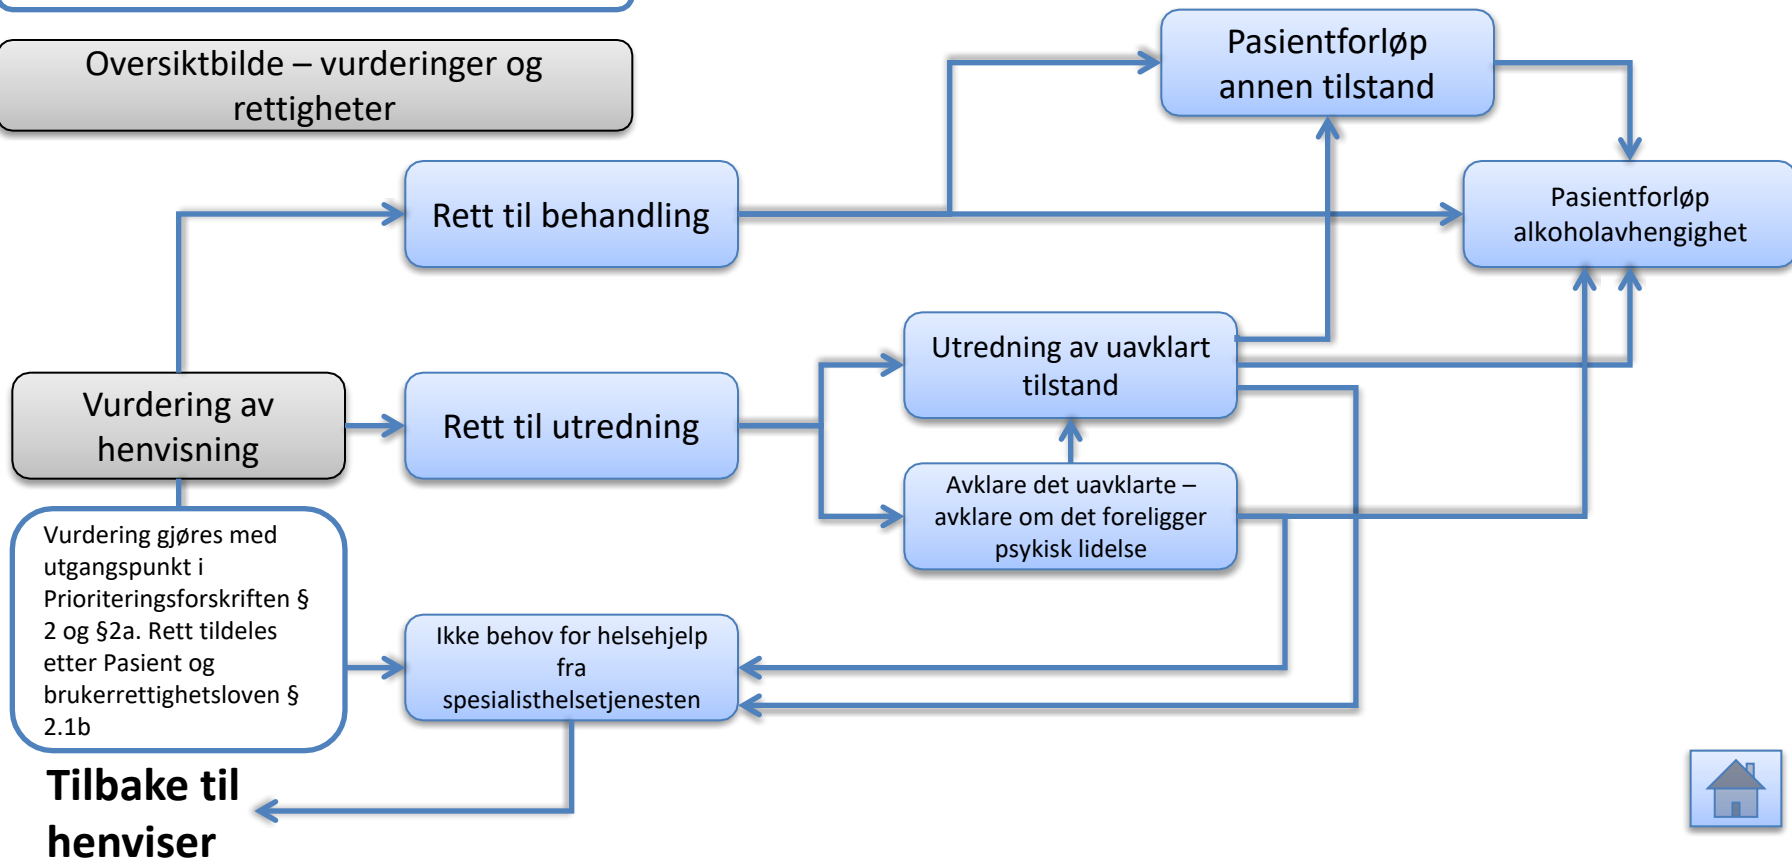 Oversiktbilde – vurderinger og
rettigheter
Pasientforløp
annen tilstand
Rett til behandling
Pasientforløp
alkoholavhengighet
Utredning av uavklart
tilstand
Vurdering av
henvisning
Rett til utredning
Avklare det uavklarte –
avklare om det foreligger
psykisk lidelse
Vurdering gjøres med
utgangspunkt i
Prioriteringsforskriften §
2 og §2a. Rett tildeles
etter Pasient og
brukerrettighetsloven §
2.1b
Ikke behov for helsehjelp
fra
spesialisthelsetjenesten
Tilbake til
henviser